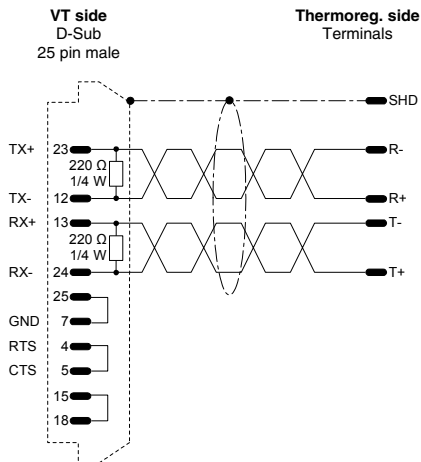 VT side
D-Sub
25 pin male
Thermoreg. side
Terminals
SHD
TX+ 23 R-
220 Ω
1/4 W
TX- 12 R+
RX+ 13 T-
220 Ω
1/4 W
RX- 24 T+
25
GND 7
RTS 4
CTS 5
15
18